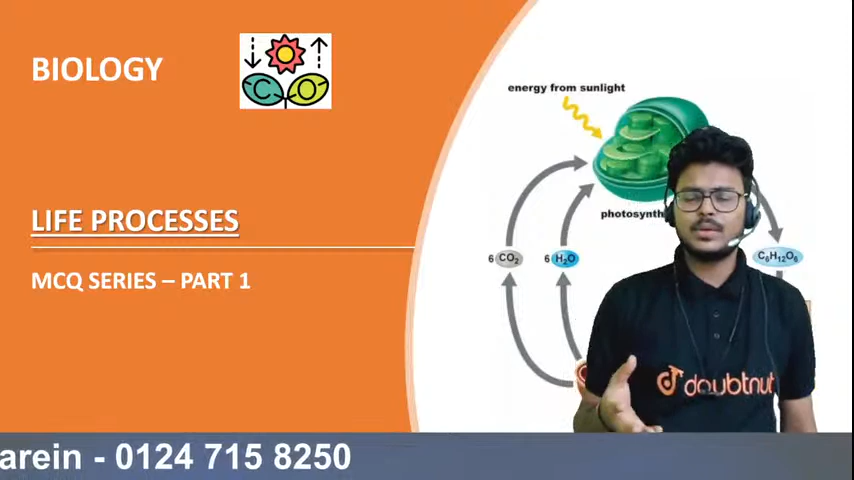 BIOLOGY
C O
LIFE PROCESSES
MCQ SERIES – PART 1
energy from sunlight
photosynth
6 CO₂
6 H₂O
C₆H₁₂O₆
doubtnut
arein - 0124 715 8250